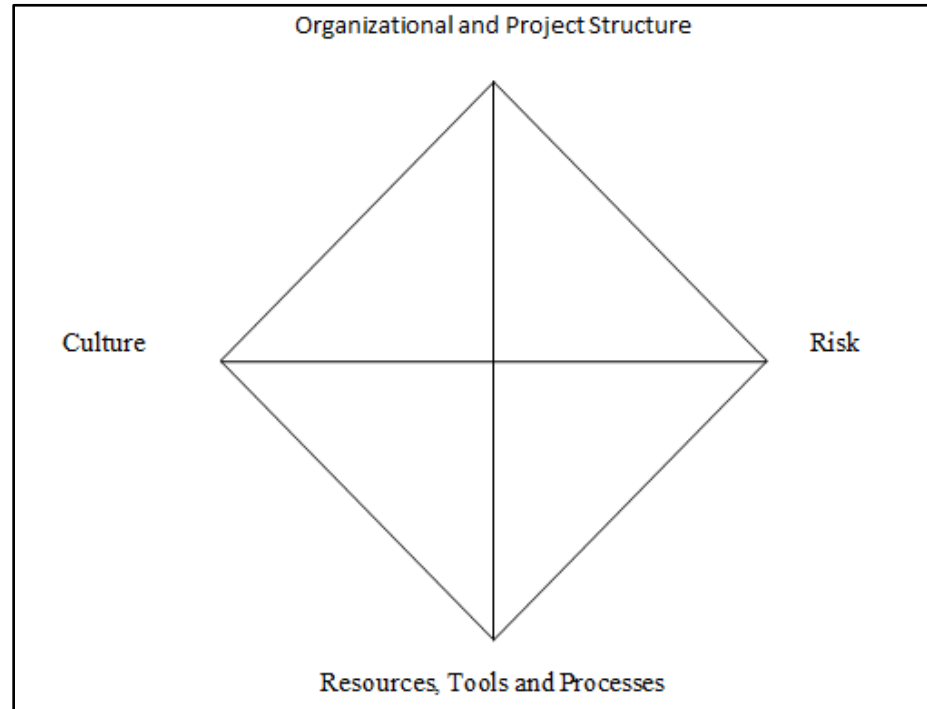 Organizational and Project Structure
Culture
Risk
Resources, Tools and Processes